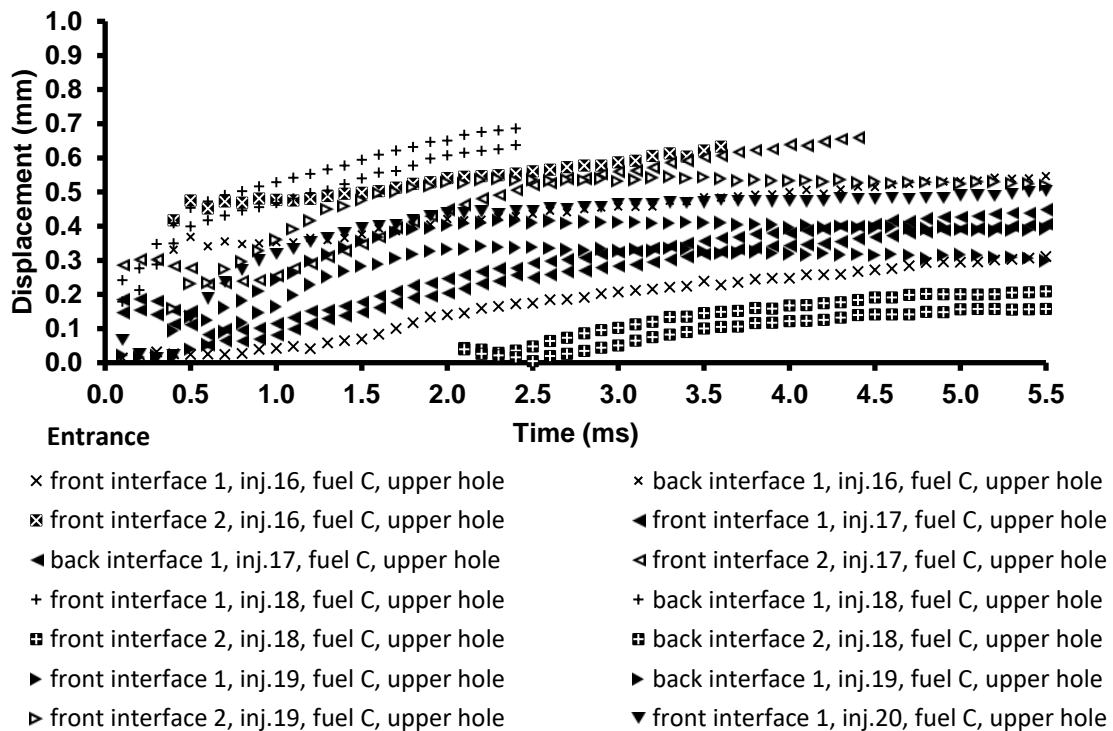 1.0
0.9
0.8
0.7
0.6
0.5
0.4
0.3
0.2
0.1
0.0
Displacement (mm)
0.0 0.5 1.0 1.5 2.0 2.5 3.0 3.5 4.0 4.5 5.0 5.5
Entrance
Time (ms)
front interface 1, inj.16, fuel C, upper hole
back interface 1, inj.16, fuel C, upper hole
front interface 2, inj.16, fuel C, upper hole
front interface 1, inj.17, fuel C, upper hole
back interface 1, inj.17, fuel C, upper hole
front interface 2, inj.17, fuel C, upper hole
front interface 1, inj.18, fuel C, upper hole
back interface 1, inj.18, fuel C, upper hole
front interface 2, inj.18, fuel C, upper hole
back interface 2, inj.18, fuel C, upper hole
front interface 1, inj.19, fuel C, upper hole
back interface 1, inj.19, fuel C, upper hole
front interface 2, inj.19, fuel C, upper hole
front interface 1, inj.20, fuel C, upper hole